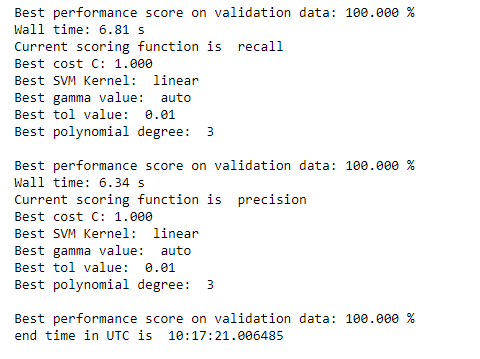 Best performance score on validation data: 100.000 %
Wall time: 6.81 s
Current scoring function is  recall
Best cost C: 1.000
Best SVM Kernel:  linear
Best gamma value:  auto
Best tol value:  0.01
Best polynomial degree:  3
Best performance score on validation data: 100.000 %
Wall time: 6.34 s
Current scoring function is  precision
Best cost C: 1.000
Best SVM Kernel:  linear
Best gamma value:  auto
Best tol value:  0.01
Best polynomial degree:  3
Best performance score on validation data: 100.000 %
end time in UTC is  10:17:21.006485